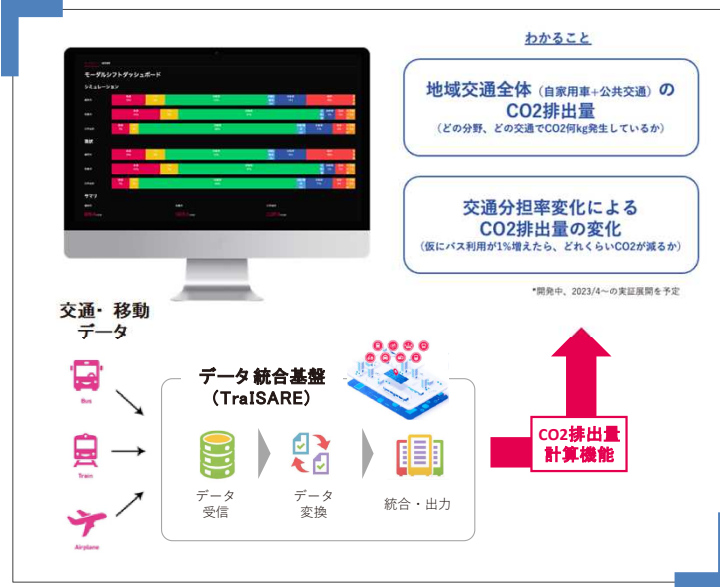 わかること
モーダルシフトダッシュボード
シミュレーション
地域交通全体（自家用車+公共交通）の
CO2排出量
（どの分野、どの交通でCO2何kg発生しているか）
交通分担率変化による
CO2排出量の変化
（仮にバス利用が1%増えたら、どれくらいCO2が減るか）
*開発中、2023/4〜の実証展開を予定
サマリ
交通・移動
データ
Bus
Train
Airplane
データ統合基盤
（TraISARE）
データ
受信
データ
変換
統合・出力
CO2排出量
計算機能